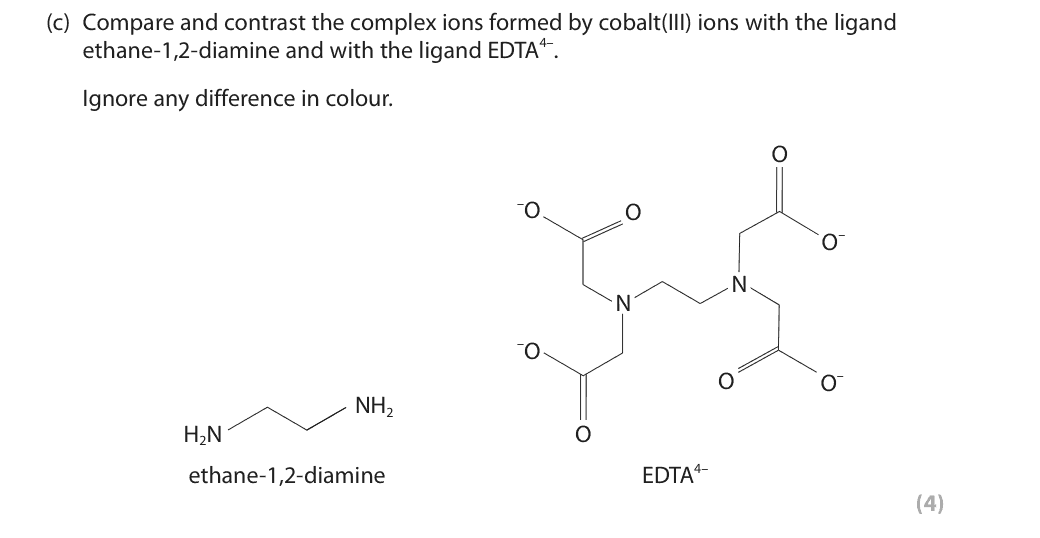 (c) Compare and contrast the complex ions formed by cobalt(III) ions with the ligand
ethane-1,2-diamine and with the ligand EDTA⁴⁻.
Ignore any difference in colour.
O
⁻O
O
O⁻
N
N
⁻O
O
O⁻
O
NH₂
H₂N
ethane-1,2-diamine
EDTA⁴⁻
(4)